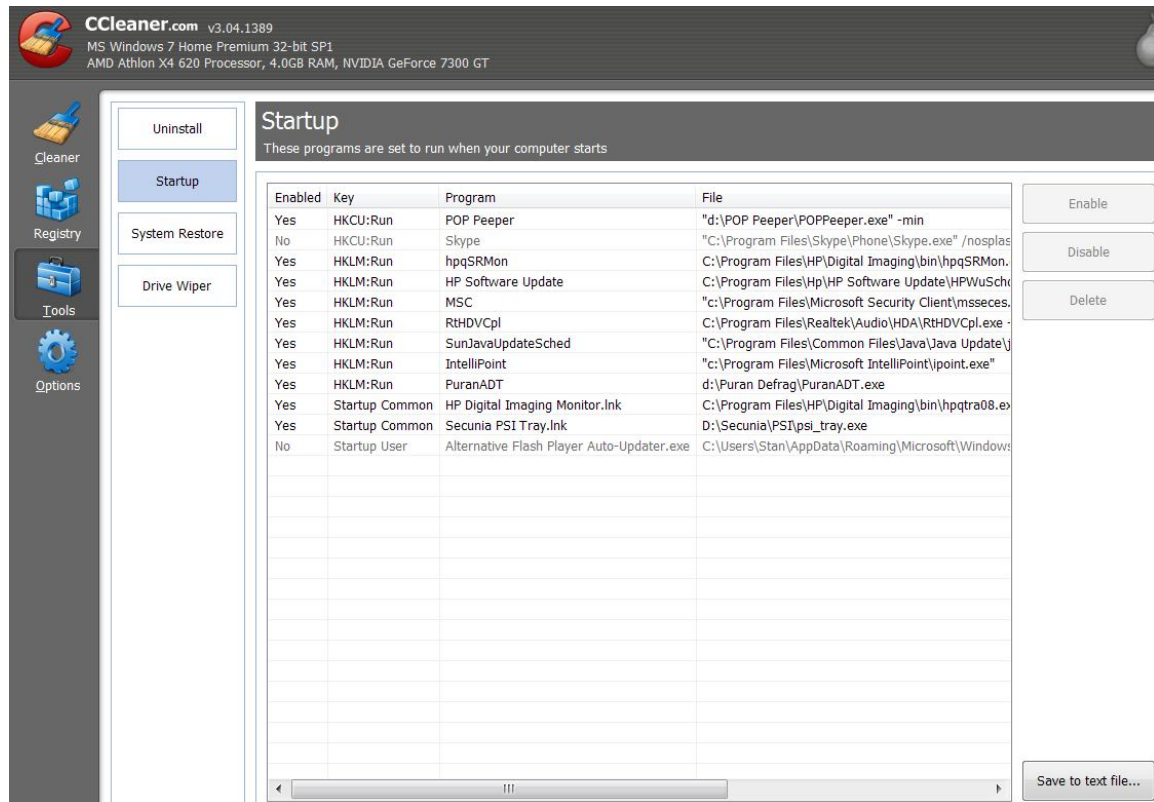 CCleaner.com v3.04.1389
MS Windows 7 Home Premium 32-bit SP1
AMD Athlon X4 620 Processor, 4.0GB RAM, NVIDIA GeForce 7300 GT
Cleaner
Registry
Tools
Options
Uninstall
Startup
System Restore
Drive Wiper
Startup
These programs are set to run when your computer starts
Enabled Key Program File
Yes HKCU:Run POP Peeper "d:\POP Peeper\POPPeeper.exe" -min
No HKCU:Run Skype "C:\Program Files\Skype\Phone\Skype.exe" /nosplas
Yes HKLM:Run hpqSRMon C:\Program Files\HP\Digital Imaging\bin\hpqSRMon.
Yes HKLM:Run HP Software Update C:\Program Files\Hp\HP Software Update\HPWuSch
Yes HKLM:Run MSC "c:\Program Files\Microsoft Security Client\msseces.
Yes HKLM:Run RtHDVCpl C:\Program Files\Realtek\Audio\HDA\RtHDVCpl.exe -
Yes HKLM:Run SunJavaUpdateSched "C:\Program Files\Common Files\Java\Java Update\j
Yes HKLM:Run IntelliPoint "c:\Program Files\Microsoft IntelliPoint\ipoint.exe"
Yes HKLM:Run PuranADT d:\Puran Defrag\PuranADT.exe
Yes Startup Common HP Digital Imaging Monitor.lnk C:\Program Files\HP\Digital Imaging\bin\hpqtra08.ex
Yes Startup Common Secunia PSI Tray.lnk D:\Secunia\PSI\psi_tray.exe
No Startup User Alternative Flash Player Auto-Updater.exe C:\Users\Stan\AppData\Roaming\Microsoft\Windows
Enable
Disable
Delete
Save to text file...